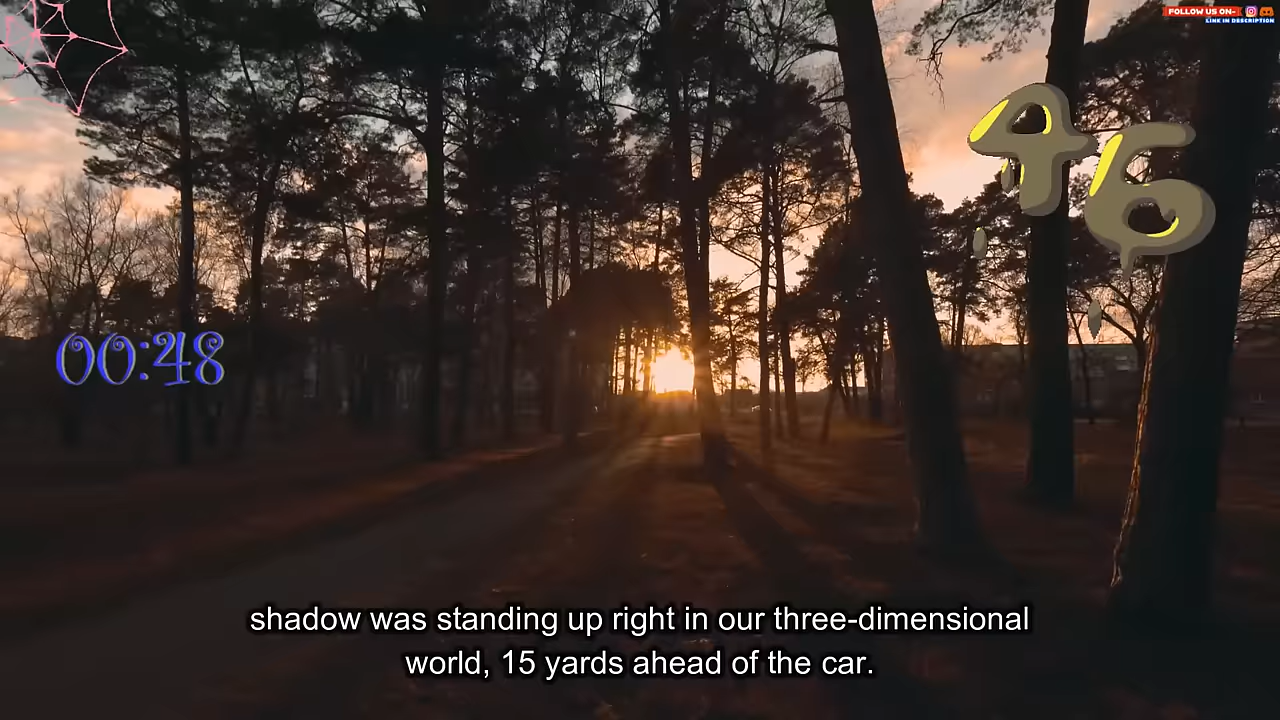 FOLLOW US ON-
LINK IN DESCRIPTION
46
00:48
shadow was standing up right in our three-dimensional
world, 15 yards ahead of the car.